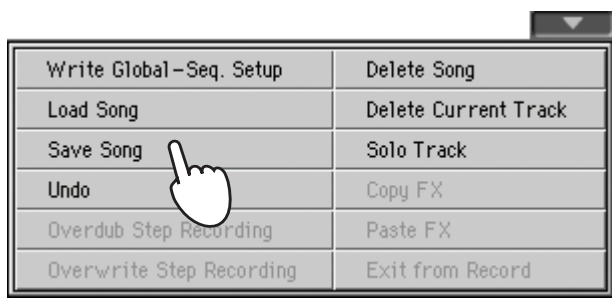 Write Global-Seq. Setup
Delete Song
Load Song
Delete Current Track
Save Song
Solo Track
Undo
Copy FX
Overdub Step Recording
Paste FX
Overwrite Step Recording
Exit from Record